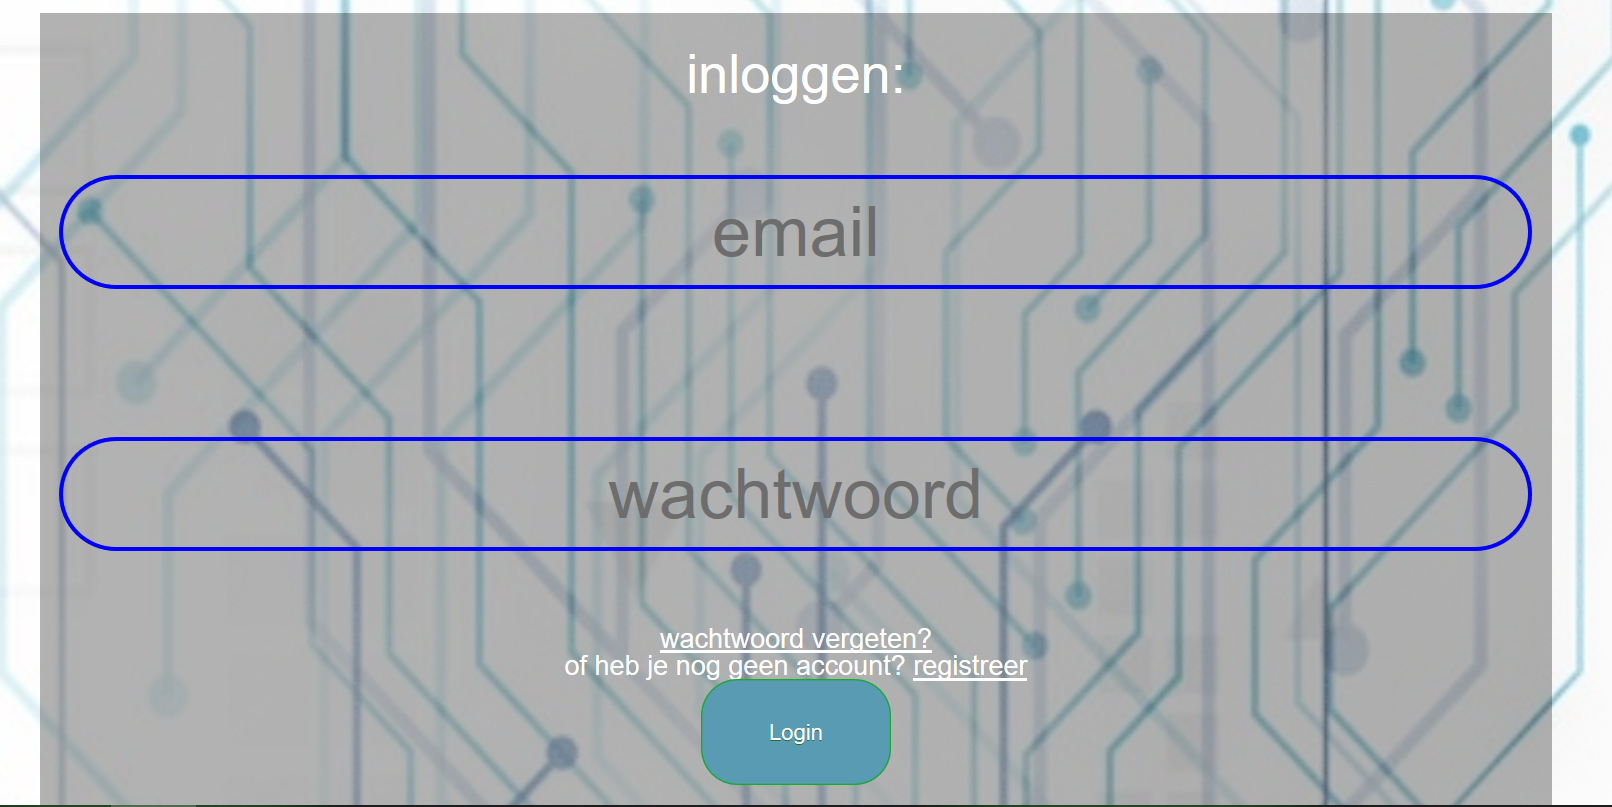 inloggen:
email
wachtwoord
wachtwoord vergeten?
of heb je nog geen account? registreer
Login